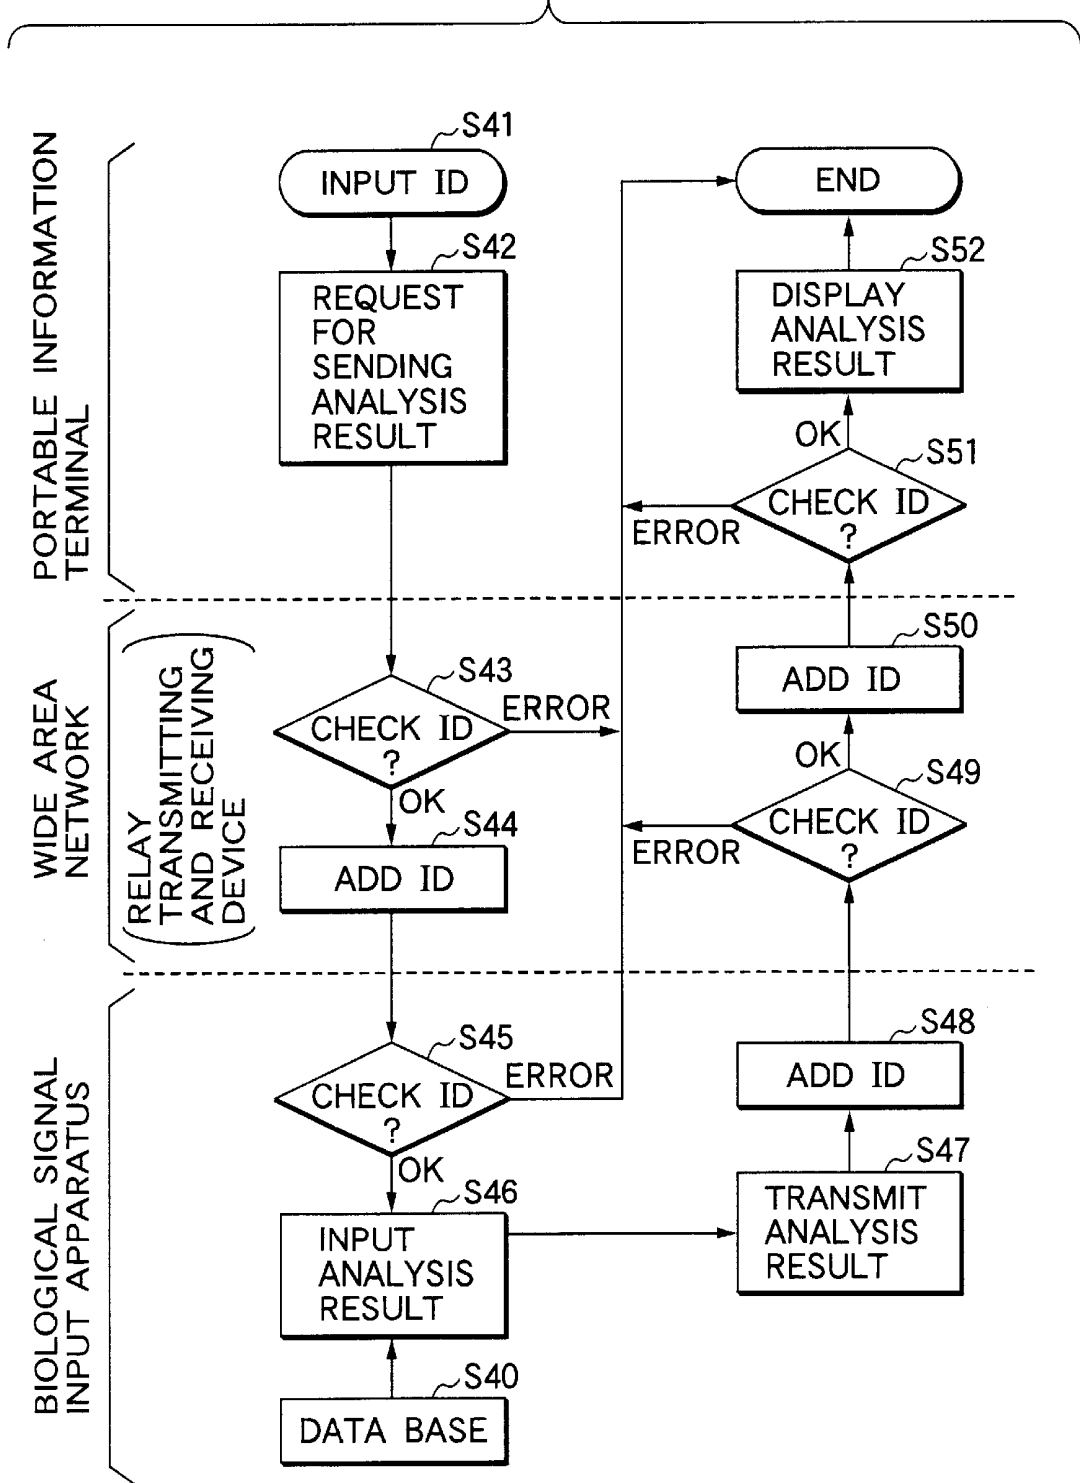 PORTABLE INFORMATION
TERMINAL
S41
INPUT ID
S42
REQUEST
FOR
SENDING
ANALYSIS
RESULT
END
S52
DISPLAY
ANALYSIS
RESULT
OK
S51
CHECK ID
?
ERROR
WIDE AREA
NETWORK
RELAY
TRANSMITTING
AND RECEIVING
DEVICE
S43
CHECK ID
?
ERROR
OK
S44
ADD ID
S50
ADD ID
OK
S49
CHECK ID
?
ERROR
BIOLOGICAL SIGNAL
INPUT APPARATUS
S45
CHECK ID
?
ERROR
OK
S46
INPUT
ANALYSIS
RESULT
S40
DATA BASE
S48
ADD ID
S47
TRANSMIT
ANALYSIS
RESULT